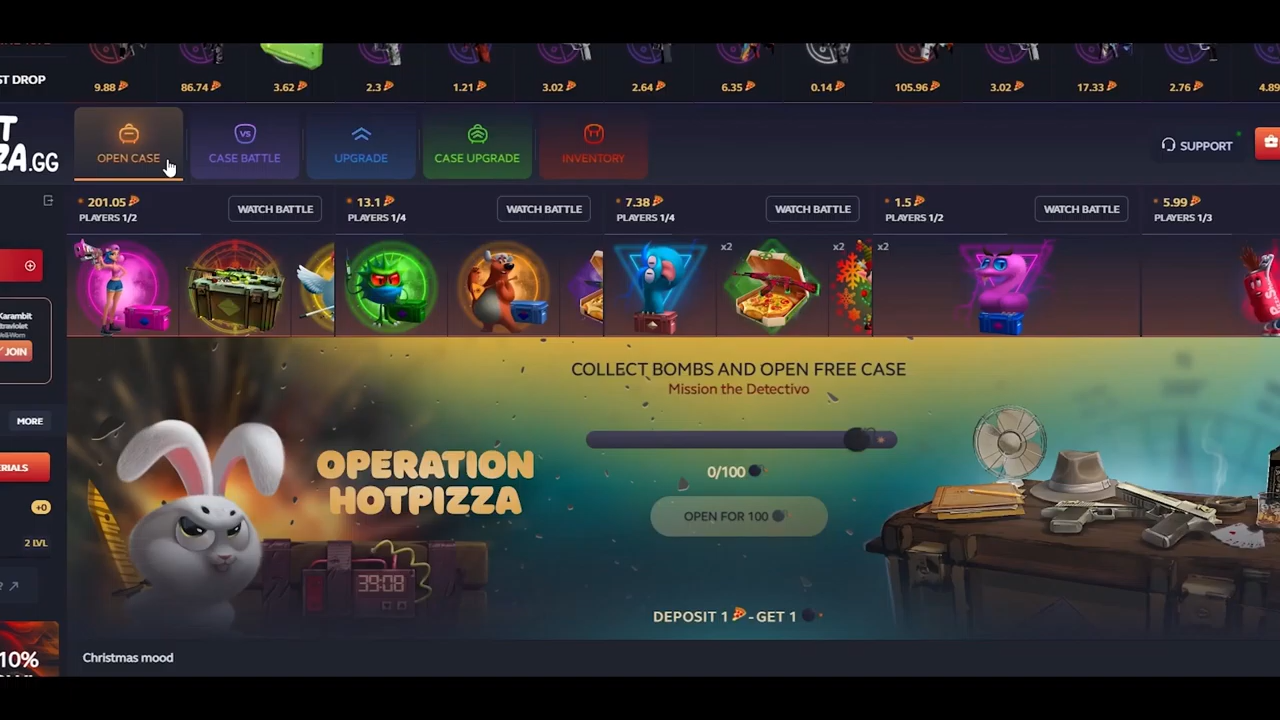 ST DROP
9.88
86.74
3.62
2.3
1.21
3.02
2.64
6.35
0.14
105.96
3.02
17.33
2.76
4.89
T
ZA.GG
OPEN CASE
VS
CASE BATTLE
UPGRADE
CASE UPGRADE
INVENTORY
SUPPORT
201.05
PLAYERS 1/2
WATCH BATTLE
13.1
PLAYERS 1/4
WATCH BATTLE
7.38
PLAYERS 1/4
WATCH BATTLE
1.5
PLAYERS 1/2
WATCH BATTLE
5.99
PLAYERS 1/3
x2
x2
x2
Karambit
JOIN
MORE
RIALS
+0
2 LVL
?
10%
COLLECT BOMBS AND OPEN FREE CASE
Mission the Detectivo
OPERATION
HOTPIZZA
0/100
OPEN FOR 100
39:08
DEPOSIT 1 - GET 1
Christmas mood